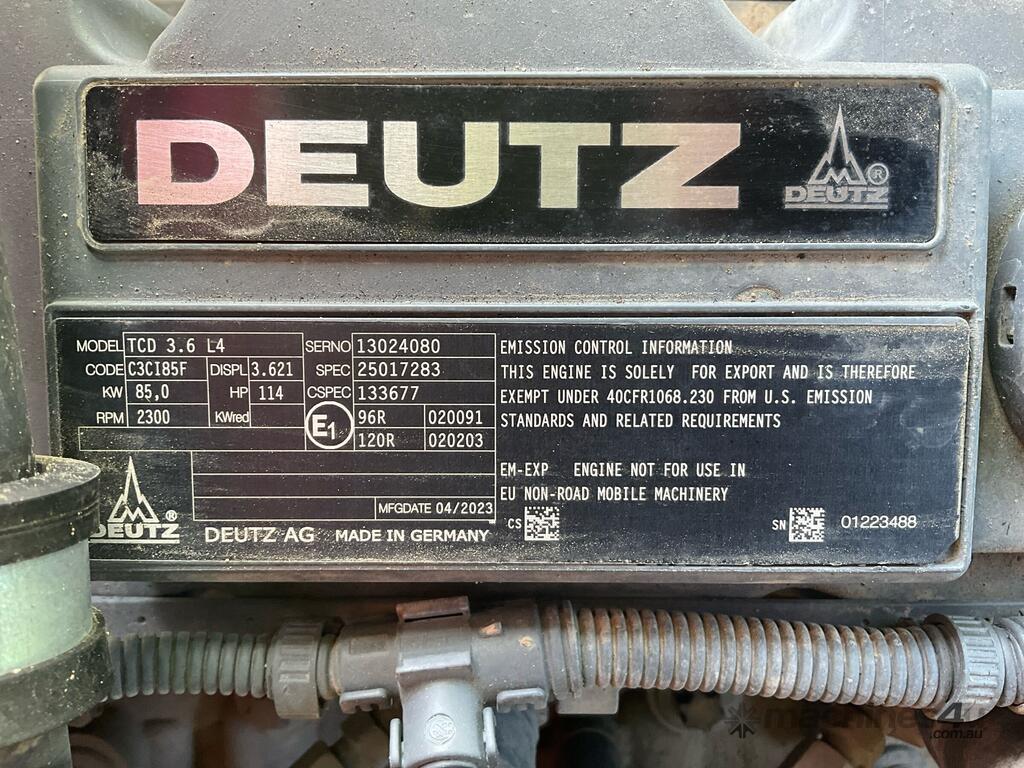 DEUTZ
DEUTZ ®
MODEL TCD 3.6 L4 SERNO 13024080
CODE C3CI85F DISPL 3.621 SPEC 25017283
KW 85,0 HP 114 CSPEC 133677
RPM 2300 KWred E1 96R 020091
120R 020203
MFGDATE 04/2023
DEUTZ ®
DEUTZ AG MADE IN GERMANY
EMISSION CONTROL INFORMATION
THIS ENGINE IS SOLELY FOR EXPORT AND IS THEREFORE
EXEMPT UNDER 40CFR1068.230 FROM U.S. EMISSION
STANDARDS AND RELATED REQUIREMENTS
EM-EXP ENGINE NOT FOR USE IN
EU NON-ROAD MOBILE MACHINERY
CS SN 01223488
machines4u
.com.au